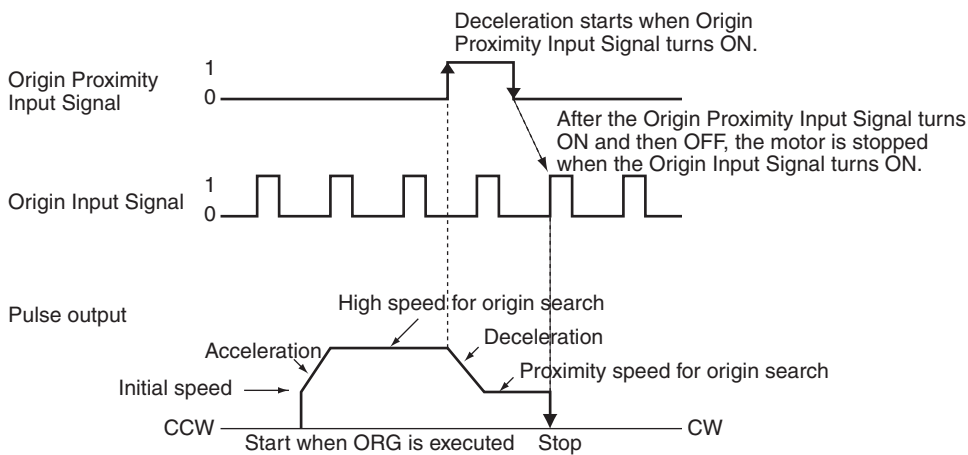 Deceleration starts when Origin
Proximity Input Signal turns ON.
Origin Proximity
Input Signal
1
0
After the Origin Proximity Input Signal turns
ON and then OFF, the motor is stopped
when the Origin Input Signal turns ON.
Origin Input Signal
1
0
Pulse output
High speed for origin search
Deceleration
Acceleration
Proximity speed for origin search
Initial speed
CCW
CW
Start when ORG is executed
Stop